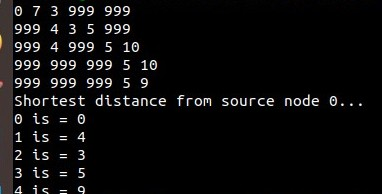 0 7 3 999 999
999 4 3 5 999
999 4 999 5 10
999 999 999 5 10
999 999 999 5 9
Shortest distance from source node 0...
0 is = 0
1 is = 4
2 is = 3
3 is = 5
4 is = 9